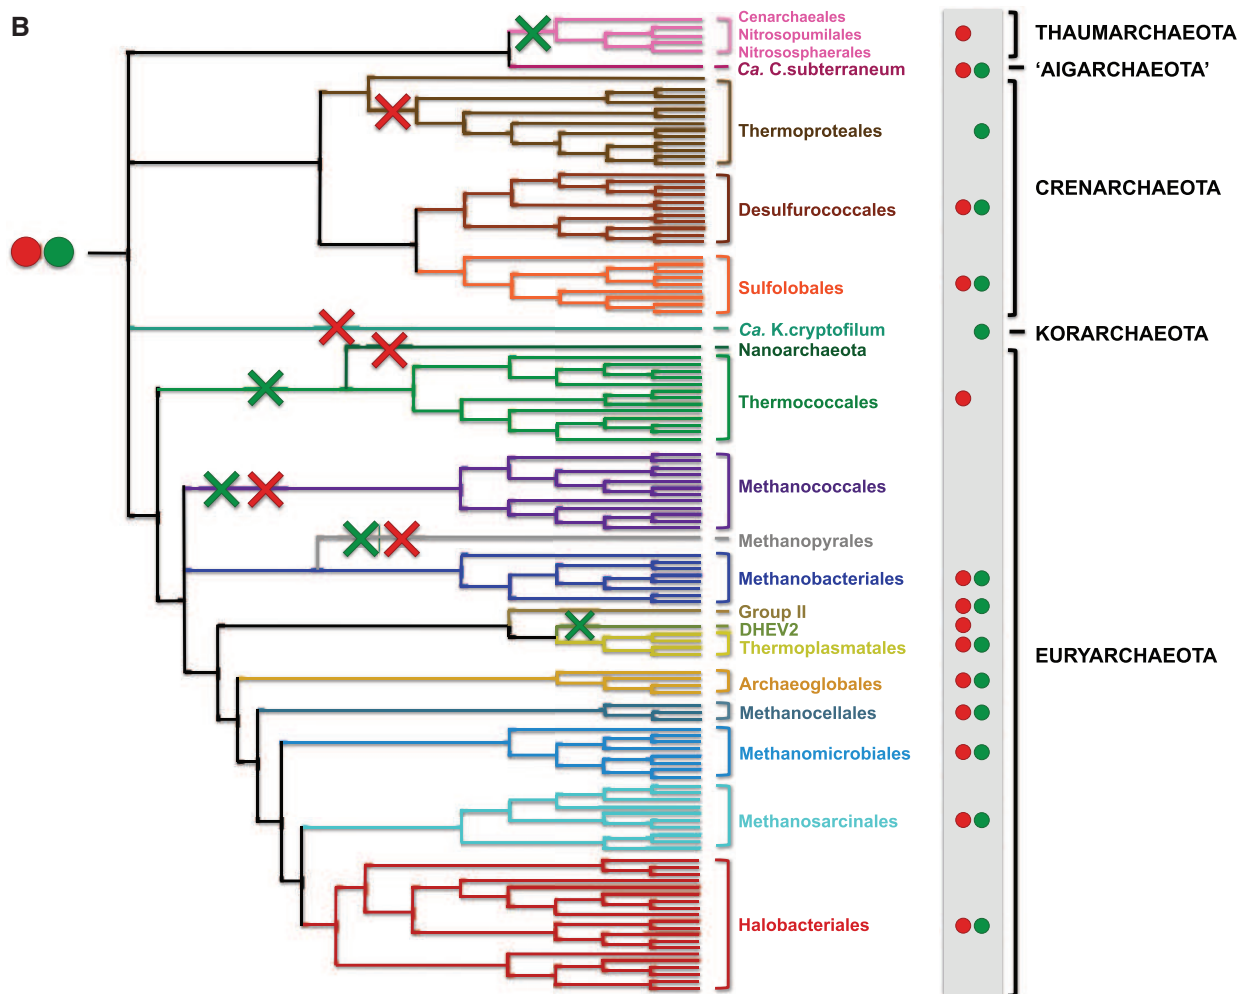 B
Cenarchaeales
Nitrosopumilales
Nitrososphaerales
Ca. C.subterraneum
Thermoproteales
Desulfurococcales
Sulfolobales
Ca. K.cryptofilum
Nanoarchaeota
Thermococcales
Methanococcales
Methanopyrales
Methanobacteriales
Group II
DHEV2
Thermoplasmatales
Archaeoglobales
Methanocellales
Methanomicrobiales
Methanosarcinales
Halobacteriales
THAUMARCHAEOTA
'AIGARCHAEOTA'
CRENARCHAEOTA
KORARCHAEOTA
EURYARCHAEOTA